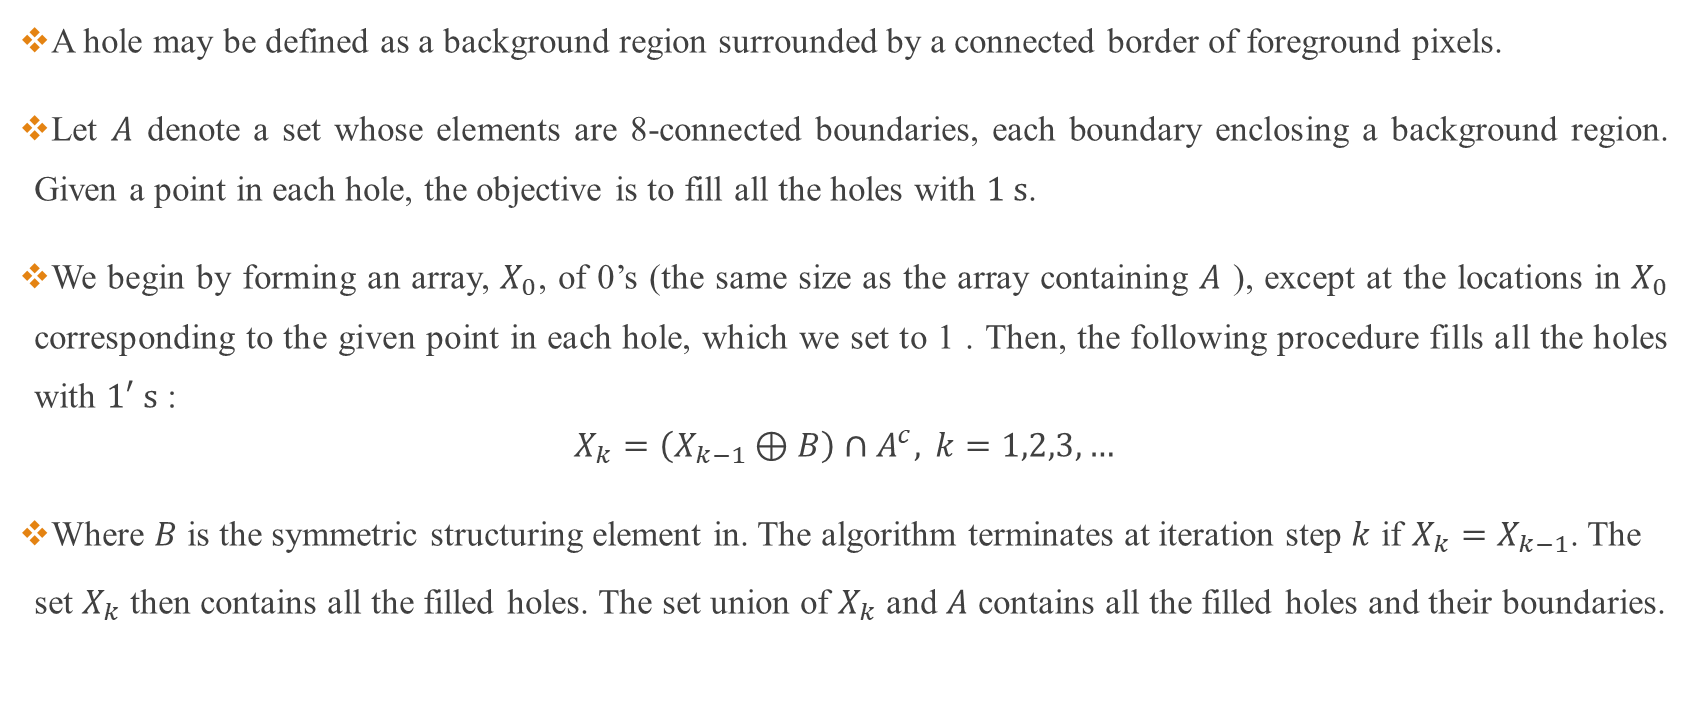 ❖A hole may be defined as a background region surrounded by a connected border of foreground pixels.
❖Let A denote a set whose elements are 8-connected boundaries, each boundary enclosing a background region.
Given a point in each hole, the objective is to fill all the holes with 1 s.
❖We begin by forming an array, X₀, of 0’s (the same size as the array containing A ), except at the locations in X₀
corresponding to the given point in each hole, which we set to 1 . Then, the following procedure fills all the holes
with 1′ s :
Xₖ = (Xₖ₋₁ ⊕ B) ∩ Aᶜ, k = 1,2,3, …
❖Where B is the symmetric structuring element in. The algorithm terminates at iteration step k if Xₖ = Xₖ₋₁. The
set Xₖ then contains all the filled holes. The set union of Xₖ and A contains all the filled holes and their boundaries.